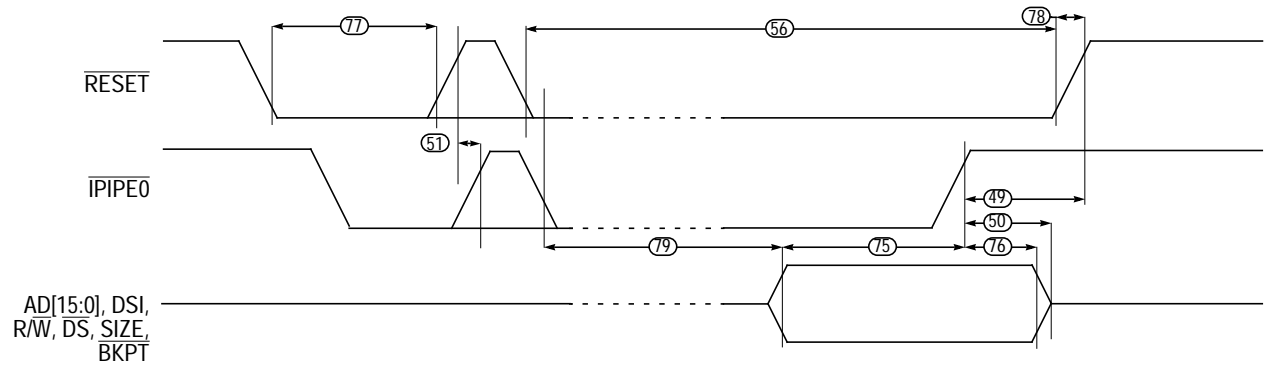 77
56
78
RESET
51
IPIPE0
49
50
79
75
76
AD[15:0], DSI,
R/W, DS, SIZE,
BKPT